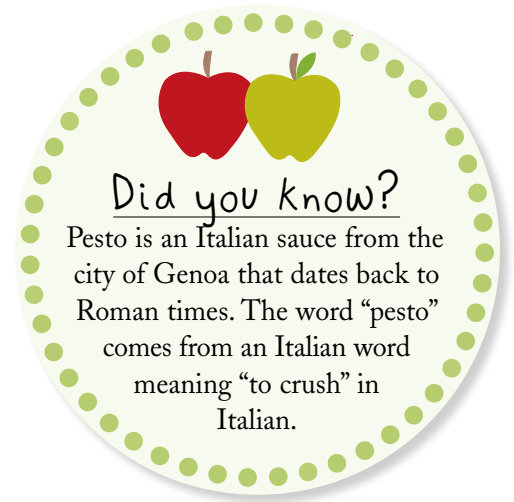 Did you know?
Pesto is an Italian sauce from the
city of Genoa that dates back to
Roman times. The word “pesto”
comes from an Italian word
meaning “to crush” in
Italian.